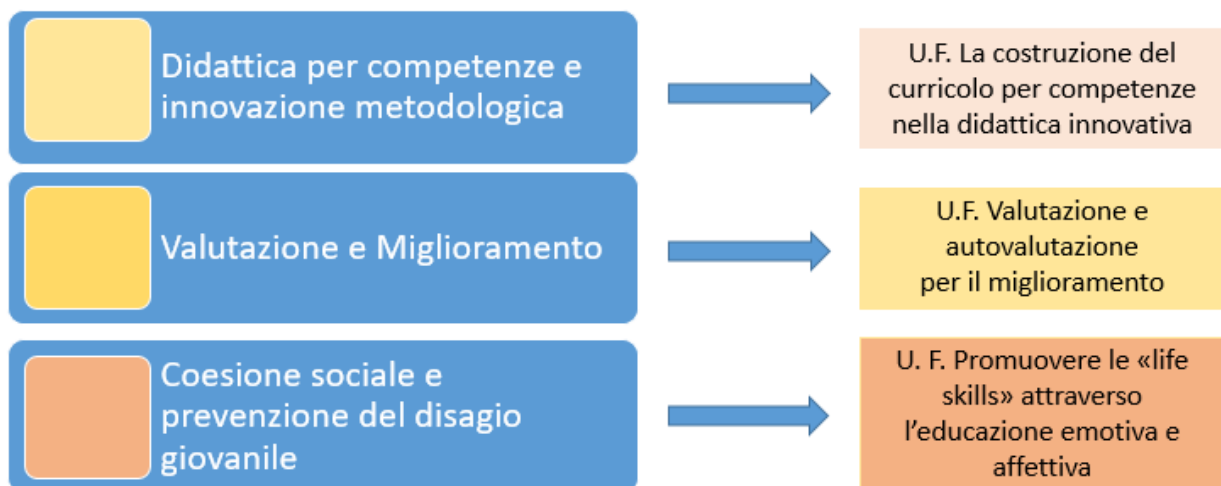 Didattica per competenze e
innovazione metodologica
U.F. La costruzione del
curricolo per competenze
nella didattica innovativa
Valutazione e Miglioramento
U.F. Valutazione e
autovalutazione
per il miglioramento
Coesione sociale e
prevenzione del disagio
giovanile
U. F. Promuovere le «life
skills» attraverso
l’educazione emotiva e
affettiva